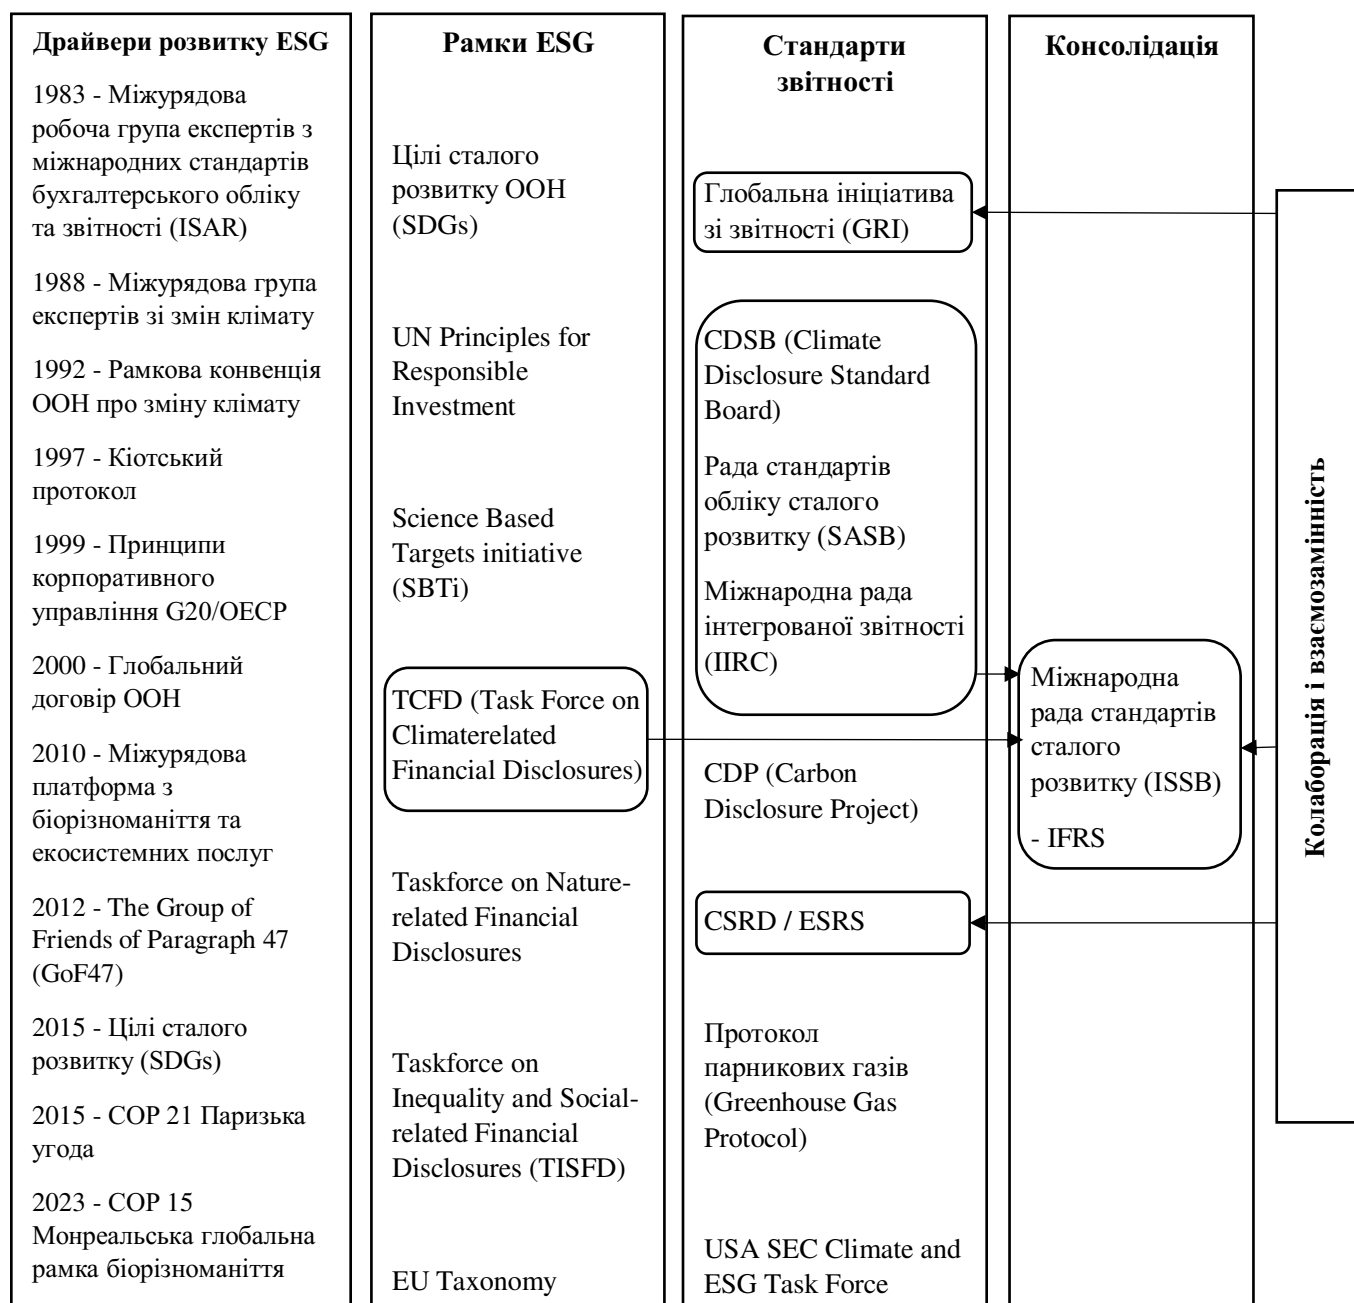 Драйвери розвитку ESG
1983 - Міжурядова
робоча група експертів з
міжнародних стандартів
бухгалтерського обліку
та звітності (ISAR)
1988 - Міжурядова група
експертів зі змін клімату
1992 - Рамкова конвенція
ООН про зміну клімату
1997 - Кіотський
протокол
1999 - Принципи
корпоративного
управління G20/ОЕСР
2000 - Глобальний
договір ООН
2010 - Міжурядова
платформа з
біорізноманіття та
екосистемних послуг
2012 - The Group of
Friends of Paragraph 47
(GoF47)
2015 - Цілі сталого
розвитку (SDGs)
2015 - COP 21 Паризька
угода
2023 - COP 15
Монреальська глобальна
рамка біорізноманіття
Рамки ESG
Цілі сталого
розвитку ООН
(SDGs)
UN Principles for
Responsible
Investment
Science Based
Targets initiative
(SBTi)
TCFD (Task Force on
Climaterelated
Financial Disclosures)
Taskforce on Nature-
related Financial
Disclosures
Taskforce on
Inequality and Social-
related Financial
Disclosures (TISFD)
EU Taxonomy
Стандарти
звітності
Глобальна ініціатива
зі звітності (GRI)
CDSB (Climate
Disclosure Standard
Board)
Рада стандартів
обліку сталого
розвитку (SASB)
Міжнародна рада
інтегрованої звітності
(IIRC)
CDP (Carbon
Disclosure Project)
CSRD / ESRS
Протокол
парникових газів
(Greenhouse Gas
Protocol)
USA SEC Climate and
ESG Task Force
Консолідація
Міжнародна
рада стандартів
сталого
розвитку (ISSB)
- IFRS
Колаборація і взаємозамінність